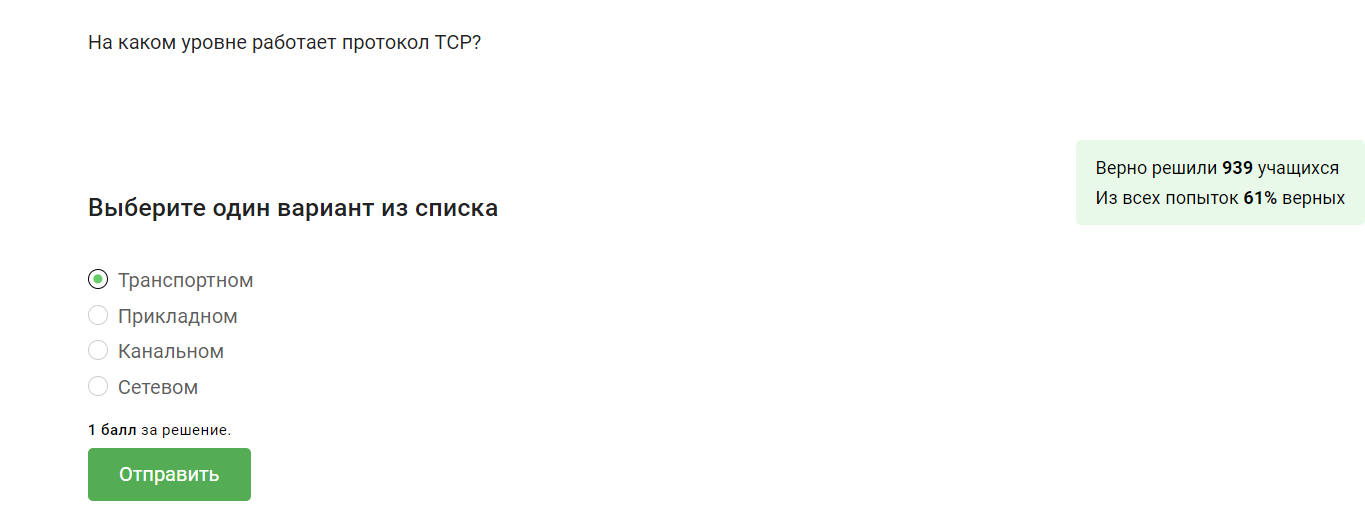 На каком уровне работает протокол TCP?
Верно решили 939 учащихся
Из всех попыток 61% верных
Выберите один вариант из списка
Транспортном
Прикладном
Канальном
Сетевом
1 балл за решение.
Отправить